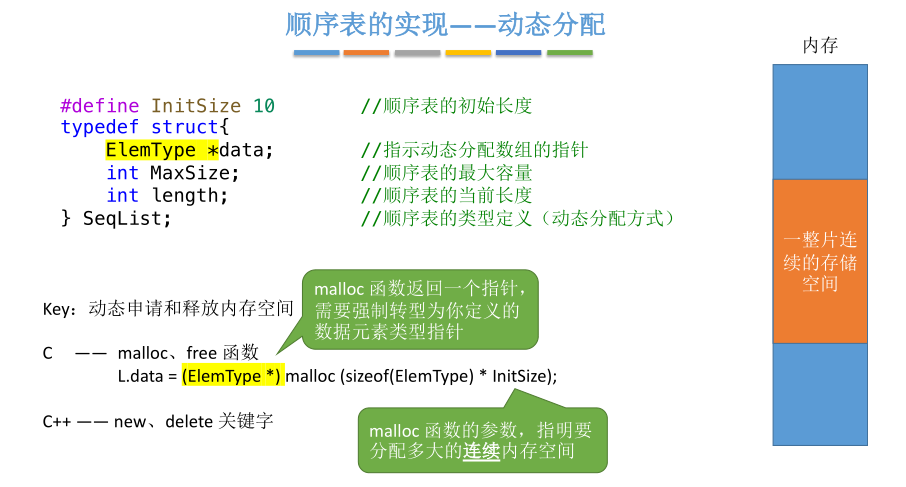 顺序表的实现——动态分配
内存
#define InitSize 10 //顺序表的初始长度
typedef struct{
ElemType *data; //指示动态分配数组的指针
int MaxSize; //顺序表的最大容量
int length; //顺序表的当前长度
} SeqList; //顺序表的类型定义（动态分配方式）
一整片连
续的存储
空间
malloc 函数返回一个指针，
需要强制转型为你定义的
数据元素类型指针
Key：动态申请和释放内存空间
C —— malloc、free 函数
L.data = (ElemType *) malloc (sizeof(ElemType) * InitSize);
C++ —— new、delete 关键字
malloc 函数的参数，指明要
分配多大的连续内存空间